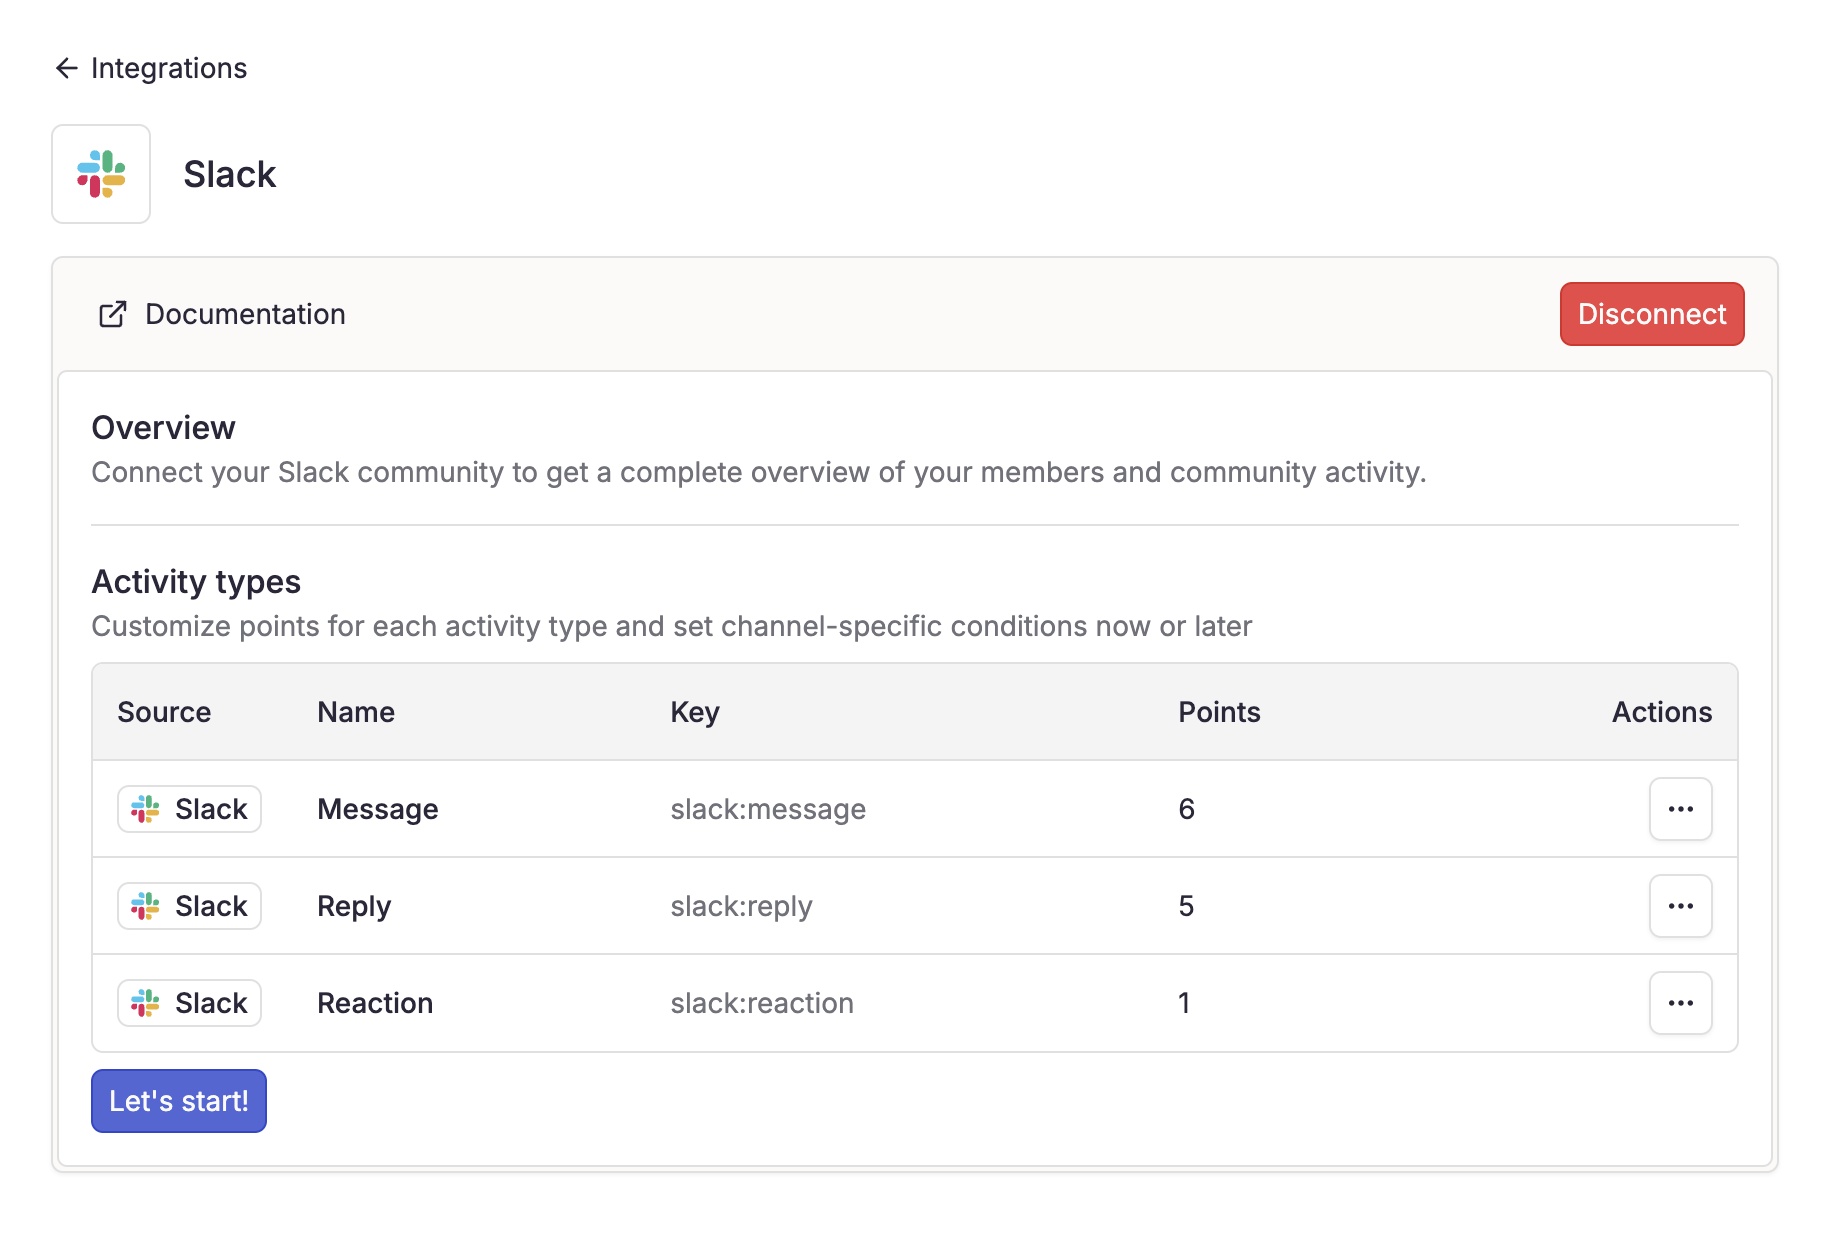 Integrations
Slack
Documentation
Disconnect
Overview
Connect your Slack community to get a complete overview of your members and community activity.
Activity types
Customize points for each activity type and set channel-specific conditions now or later
Source Name Key Points Actions
Slack Message slack:message 6
Slack Reply slack:reply 5
Slack Reaction slack:reaction 1
Let's start!